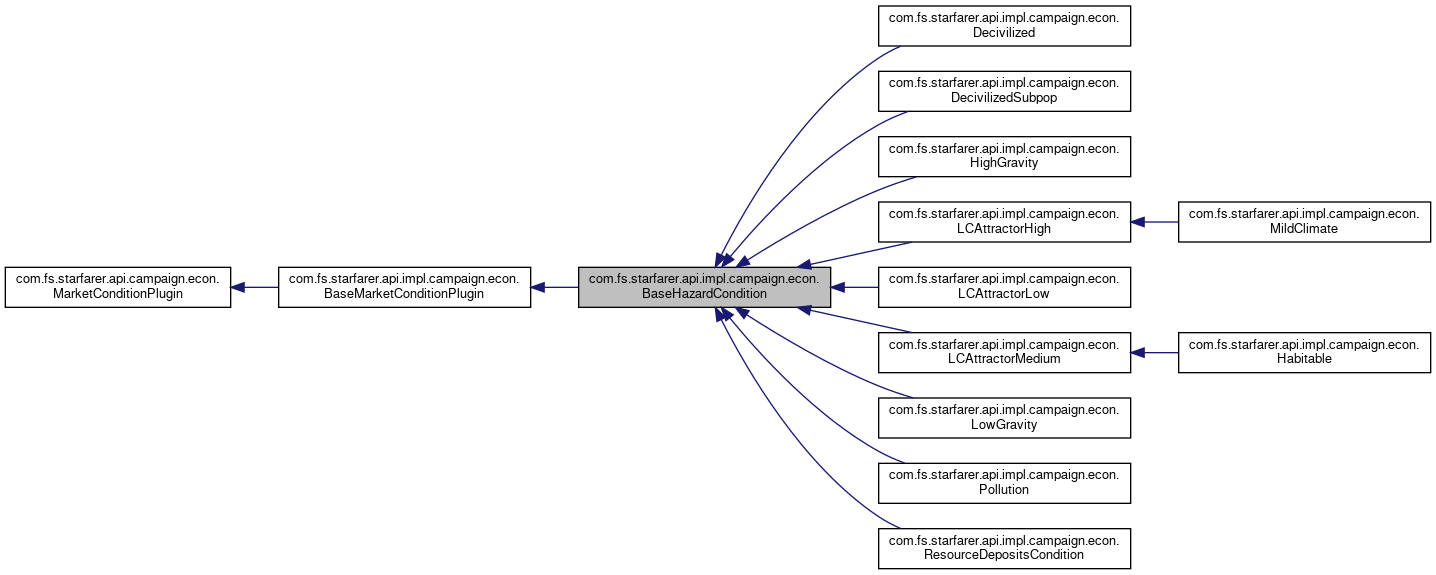 com.fs.starfarer.api.impl.campaign.econ.
Decivilized
com.fs.starfarer.api.impl.campaign.econ.
DecivilizedSubpop
com.fs.starfarer.api.impl.campaign.econ.
HighGravity
com.fs.starfarer.api.impl.campaign.econ.
LCAttractorHigh
com.fs.starfarer.api.impl.campaign.econ.
MildClimate
com.fs.starfarer.api.campaign.econ.
MarketConditionPlugin
com.fs.starfarer.api.impl.campaign.econ.
BaseMarketConditionPlugin
com.fs.starfarer.api.impl.campaign.econ.
BaseHazardCondition
com.fs.starfarer.api.impl.campaign.econ.
LCAttractorLow
com.fs.starfarer.api.impl.campaign.econ.
LCAttractorMedium
com.fs.starfarer.api.impl.campaign.econ.
Habitable
com.fs.starfarer.api.impl.campaign.econ.
LowGravity
com.fs.starfarer.api.impl.campaign.econ.
Pollution
com.fs.starfarer.api.impl.campaign.econ.
ResourceDepositsCondition